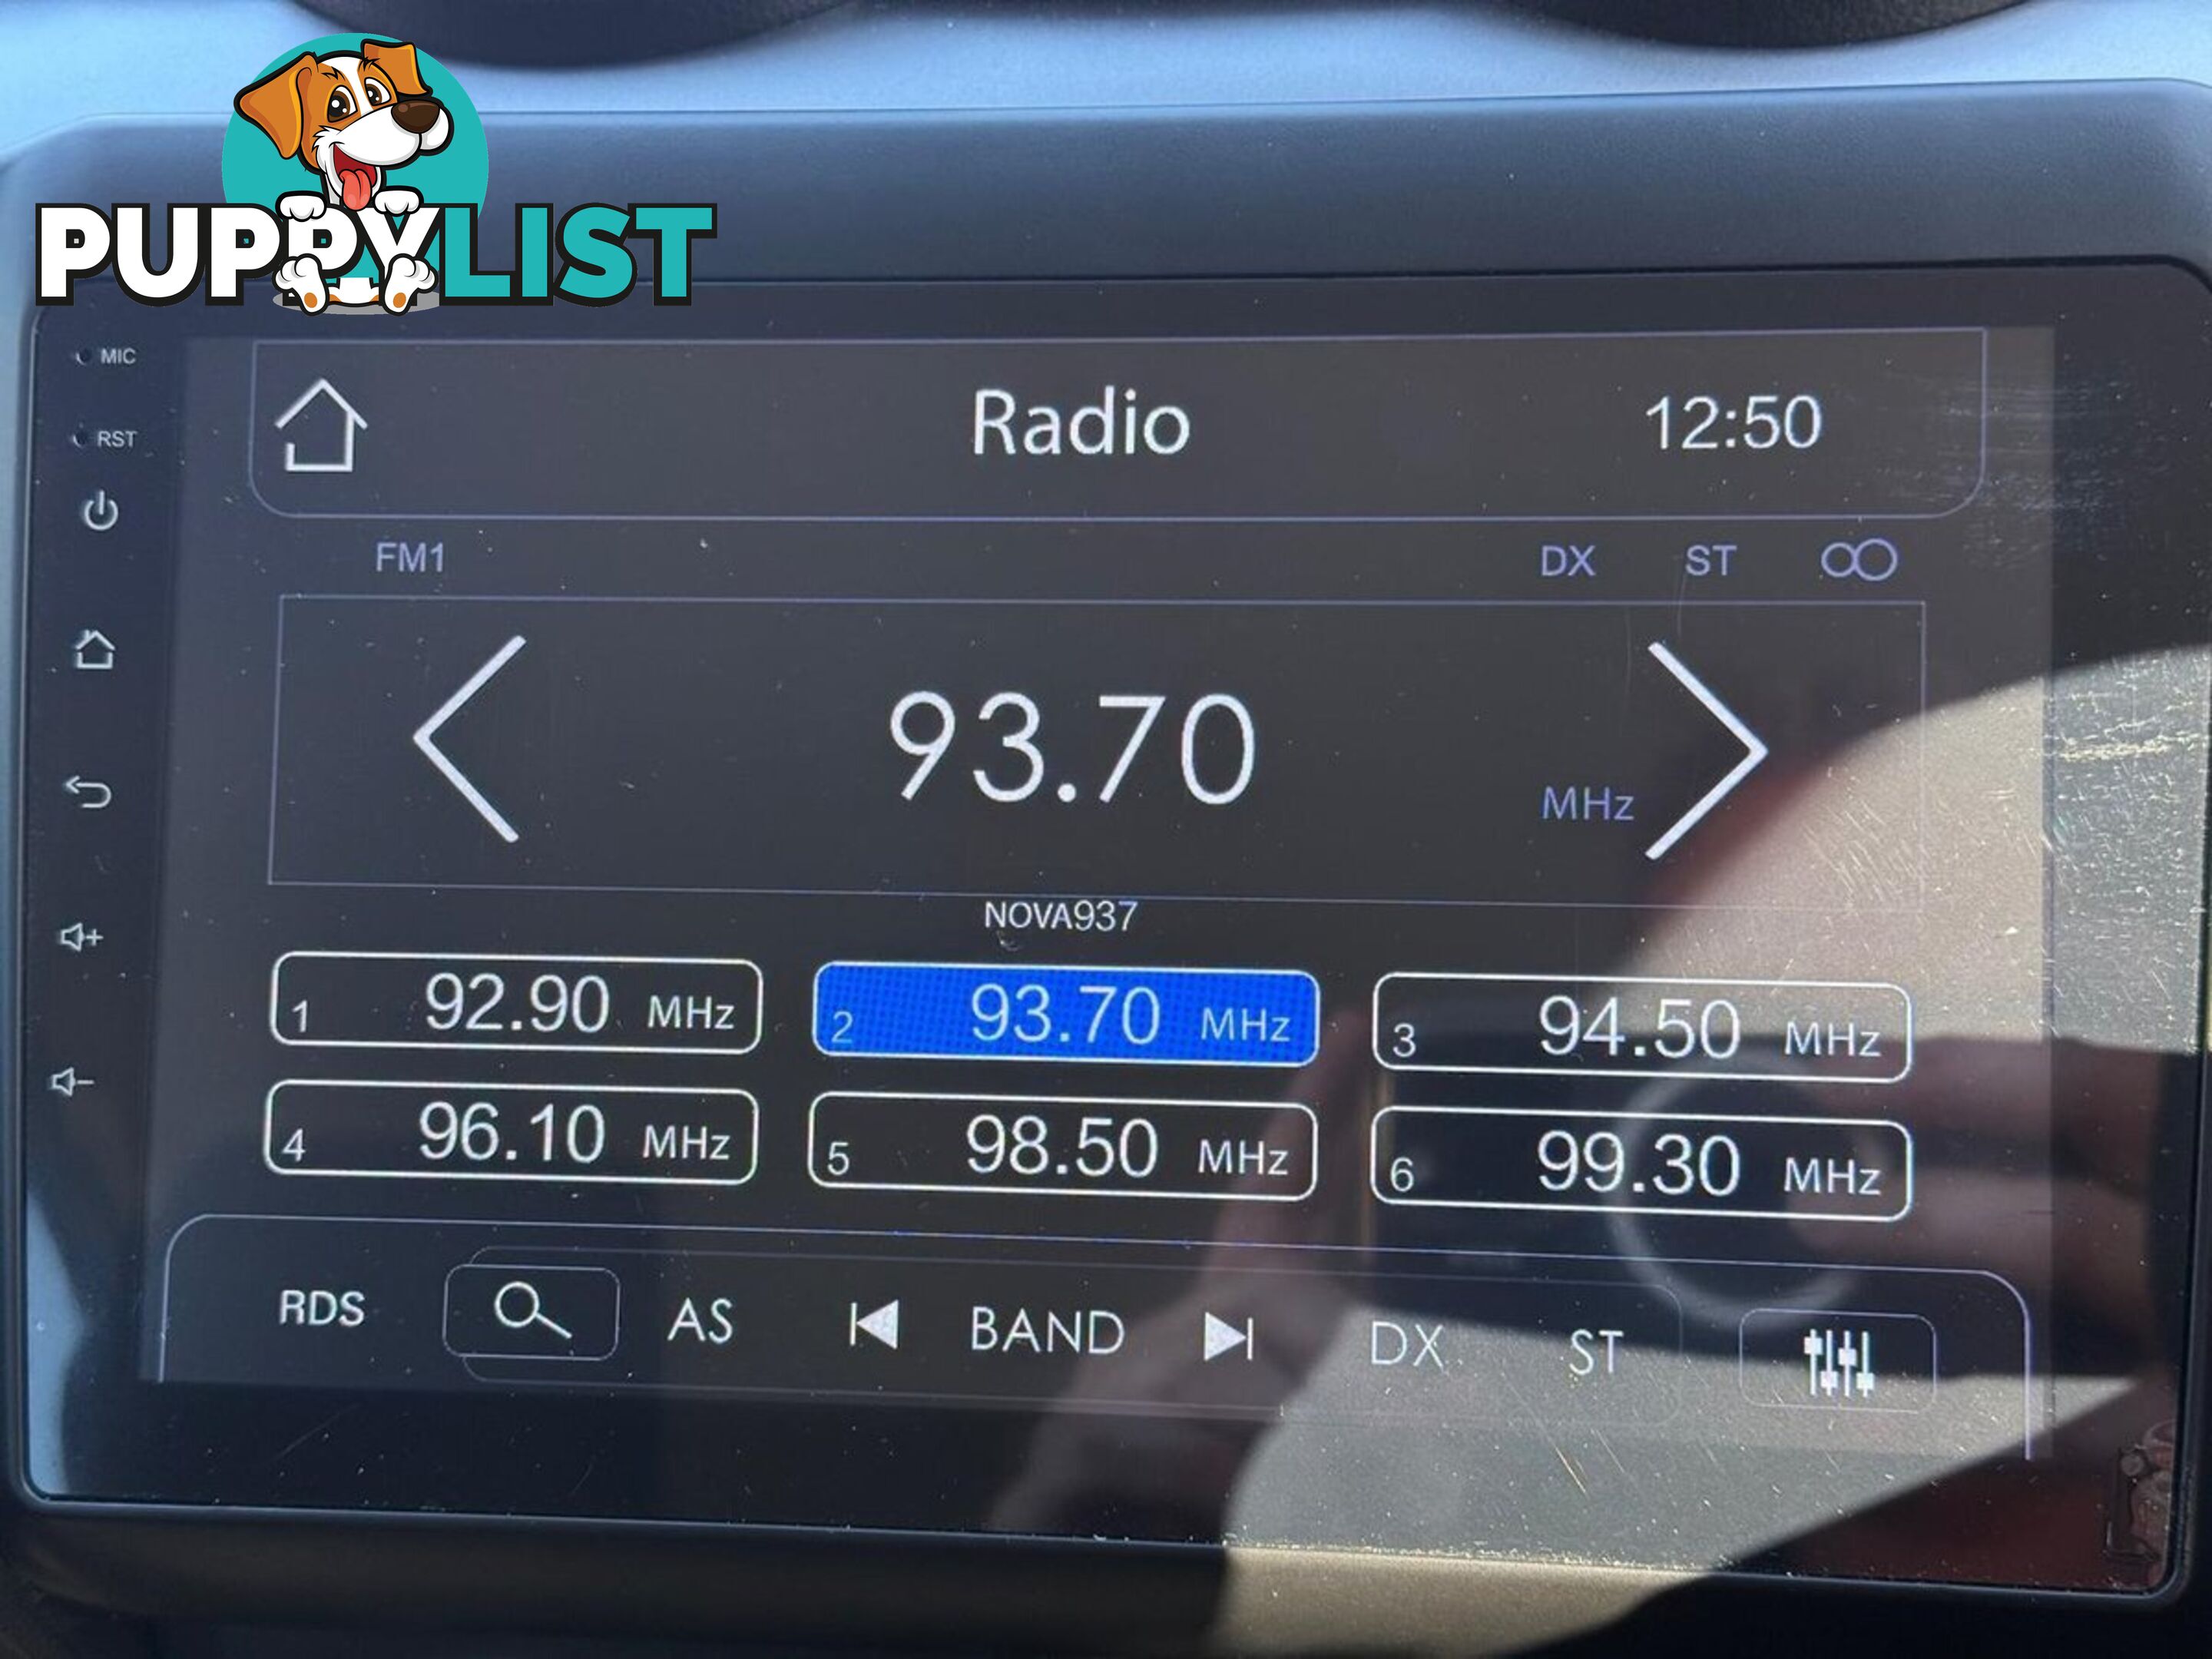 PUPPYLIST
MIC
RST
Radio 12:50
FM1 DX ST
93.70 MHz
NOVA937
1 92.90 MHz 2 93.70 MHz 3 94.50 MHz
4 96.10 MHz 5 98.50 MHz 6 99.30 MHz
RDS AS BAND DX ST